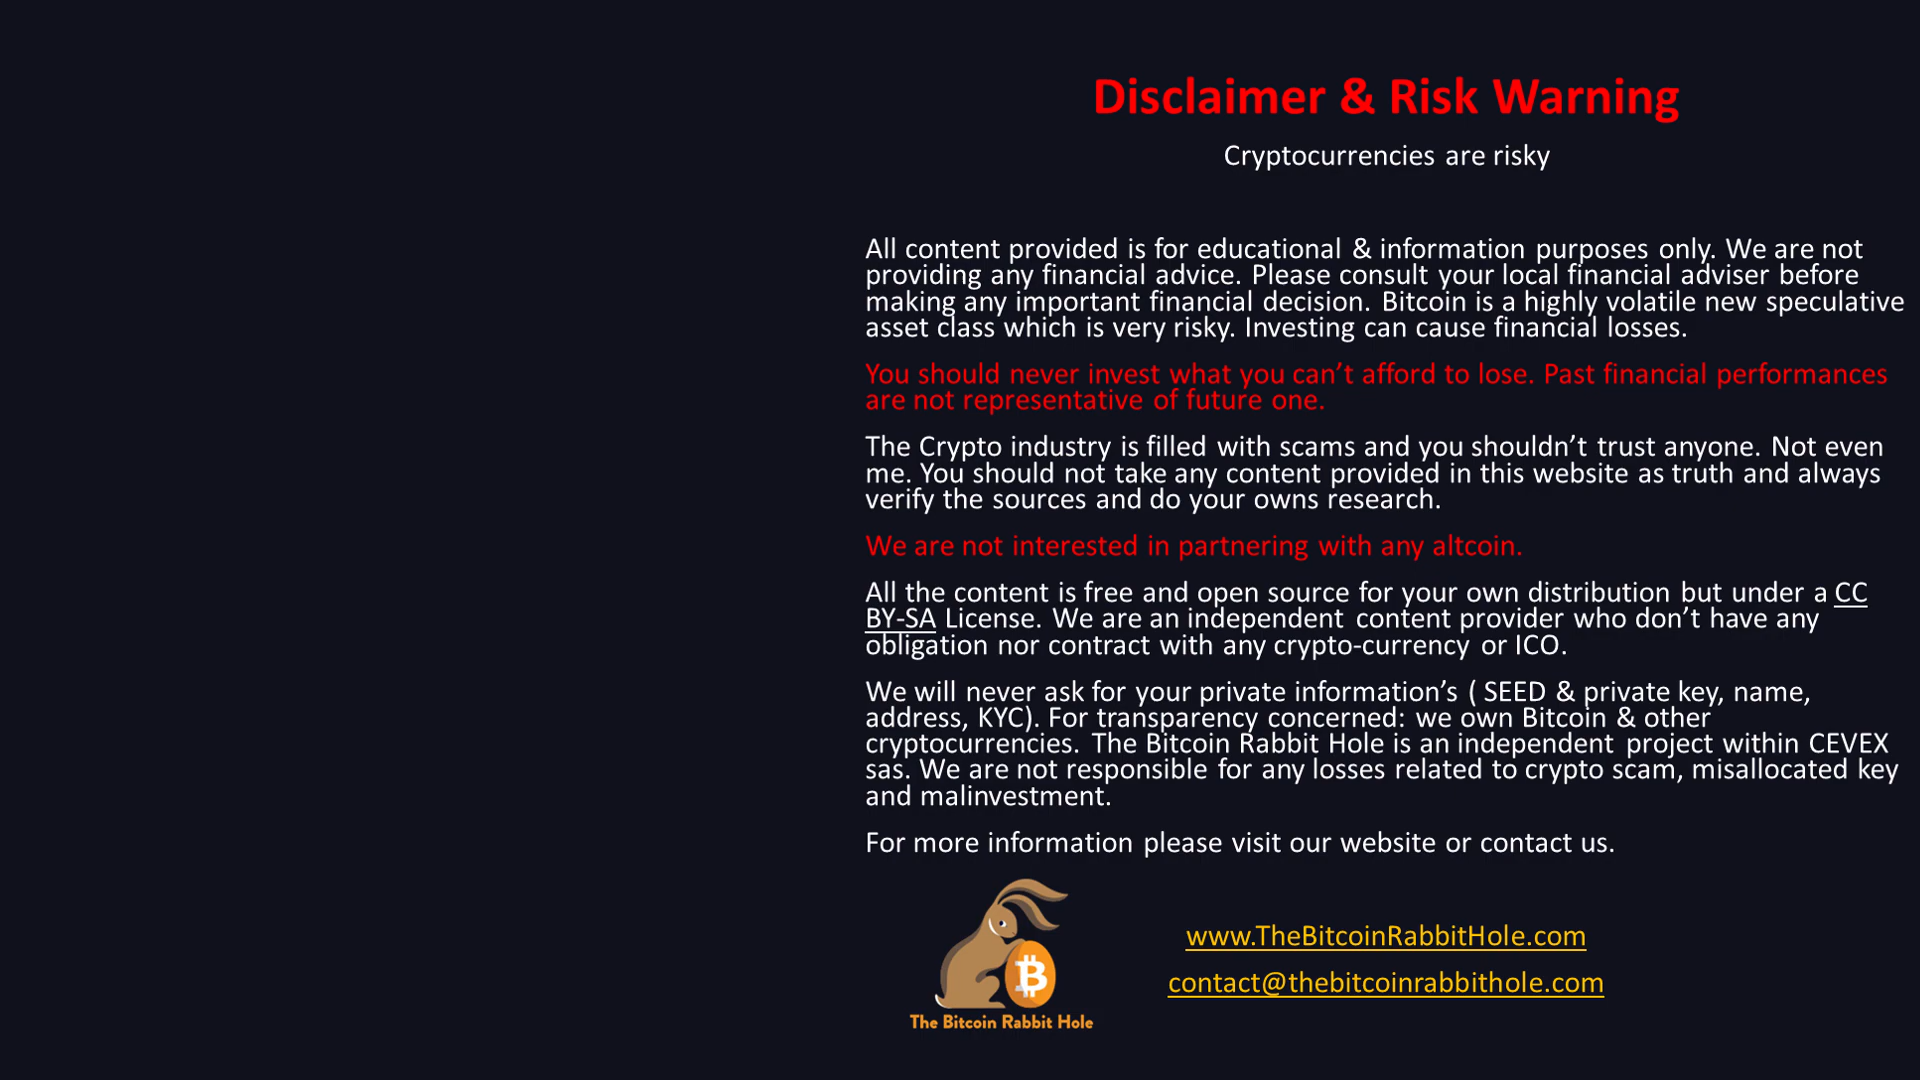 Disclaimer & Risk Warning
Cryptocurrencies are risky
All content provided is for educational & information purposes only. We are not
providing any financial advice. Please consult your local financial adviser before
making any important financial decision. Bitcoin is a highly volatile new speculative
asset class which is very risky. Investing can cause financial losses.
You should never invest what you can’t afford to lose. Past financial performances
are not representative of future one.
The Crypto industry is filled with scams and you shouldn’t trust anyone. Not even
me. You should not take any content provided in this website as truth and always
verify the sources and do your owns research.
We are not interested in partnering with any altcoin.
All the content is free and open source for your own distribution but under a CC
BY-SA License. We are an independent content provider who don’t have any
obligation nor contract with any crypto-currency or ICO.
We will never ask for your private information’s ( SEED & private key, name,
address, KYC). For transparency concerned: we own Bitcoin & other
cryptocurrencies. The Bitcoin Rabbit Hole is an independent project within CEVEX
sas. We are not responsible for any losses related to crypto scam, misallocated key
and malinvestment.
For more information please visit our website or contact us.
www.TheBitcoinRabbitHole.com
contact@thebitcoinrabbithole.com
The Bitcoin Rabbit Hole